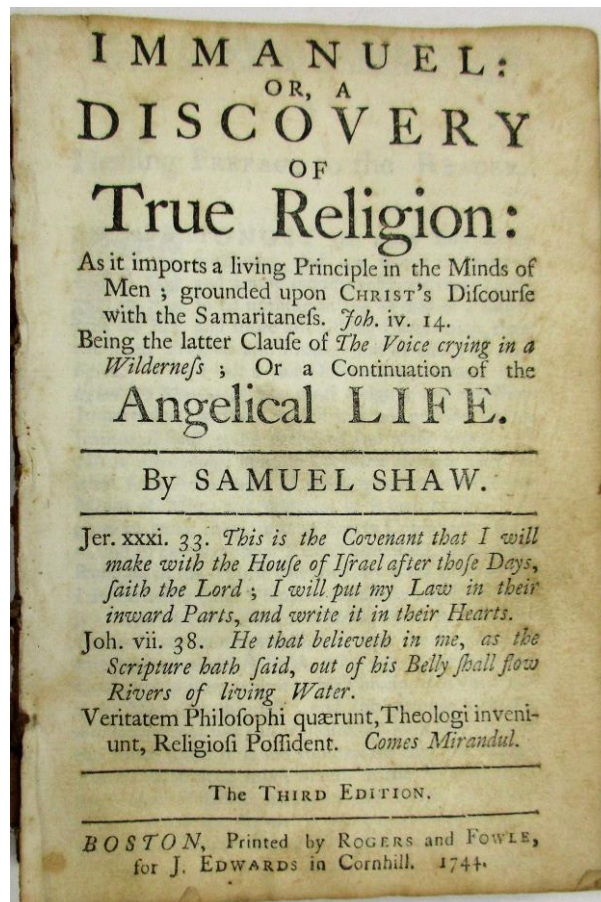 IMMANUEL:
OR, A
DISCOVERY
OF
True Religion:
As it imports a living Principle in the Minds of
Men ; grounded upon CHRIST'S Diſcourſe
with the Samaritaneſs. Joh. iv. 14.
Being the latter Clauſe of The Voice crying in a
Wilderneſs ; Or a Continuation of the
Angelical LIFE.
By SAMUEL SHAW.
Jer. xxxi. 33. This is the Covenant that I will
make with the Houſe of Iſrael after thoſe Days,
ſaith the Lord ; I will put my Law in their
inward Parts, and write it in their Hearts.
Joh. vii. 38. He that believeth in me, as the
Scripture hath ſaid, out of his Belly ſhall flow
Rivers of living Water.
Veritatem Philoſophi quærunt, Theologi inveni-
unt, Religioſi Poſſident. Comes Mirandul.
The THIRD EDITION.
BOSTON, Printed by ROGERS and FOWLE,
for J. EDWARDS in Cornhill. 1744.